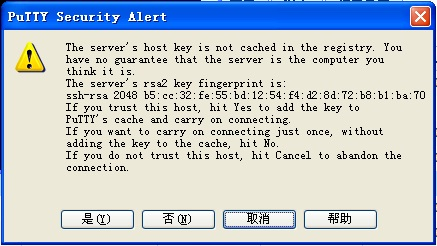 PuTTY Security Alert
The server's host key is not cached in the registry. You
have no guarantee that the server is the computer you
think it is.
The server's rsa2 key fingerprint is:
ssh-rsa 2048 b5:cc:32:fe:55:bd:12:54:f4:d2:8d:72:b8:b1:ba:70
If you trust this host, hit Yes to add the key to
PuTTY's cache and carry on connecting.
If you want to carry on connecting just once, without
adding the key to the cache, hit No.
If you do not trust this host, hit Cancel to abandon the
connection.
是(Y) 否(N) 取消 帮助